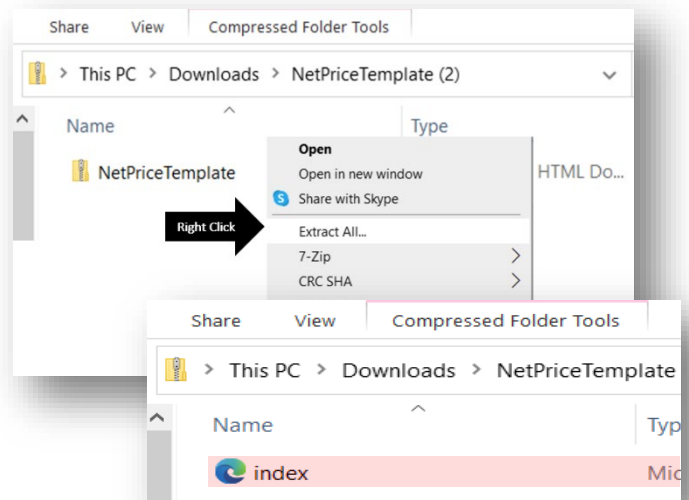 Share View Compressed Folder Tools
> This PC > Downloads > NetPriceTemplate (2)
Name Type
NetPriceTemplate HTML Do...
Open
Open in new window
Share with Skype
Right Click
Extract All...
7-Zip
CRC SHA
Share View Compressed Folder Tools
> This PC > Downloads > NetPriceTemplate
Name Typ
index Mic